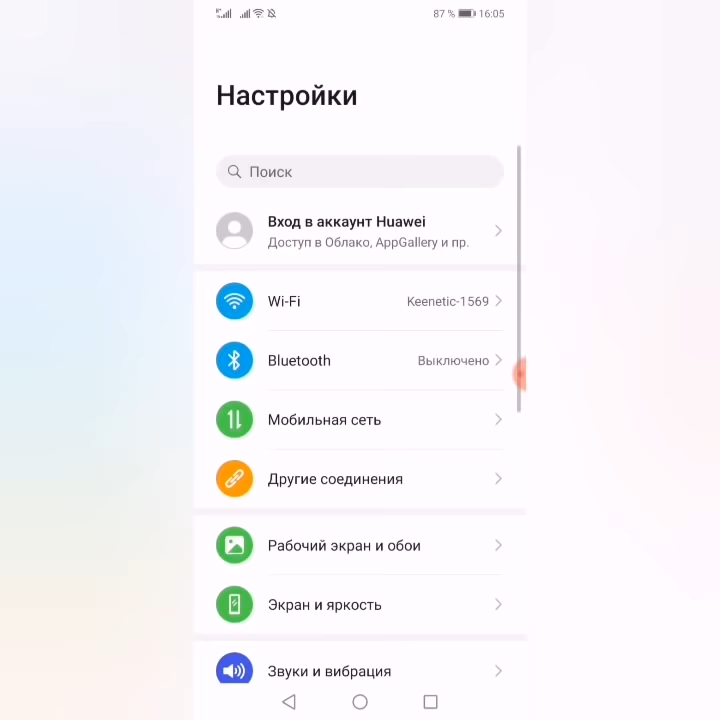 87 % 16:05
Настройки
Поиск
Вход в аккаунт Huawei
Доступ в Облако, AppGallery и пр.
Wi-Fi Keenetic-1569
Bluetooth Выключено
Мобильная сеть
Другие соединения
Рабочий экран и обои
Экран и яркость
Звуки и вибрация